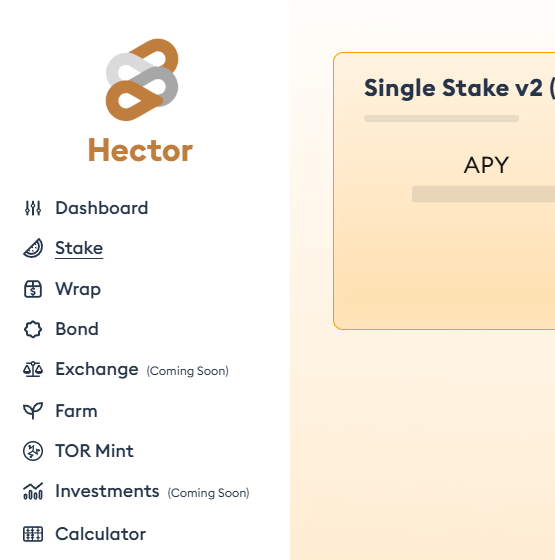 Hector
Dashboard
Stake
Wrap
Bond
Exchange (Coming Soon)
Farm
TOR Mint
Investments (Coming Soon)
Calculator
Single Stake v2 (
APY